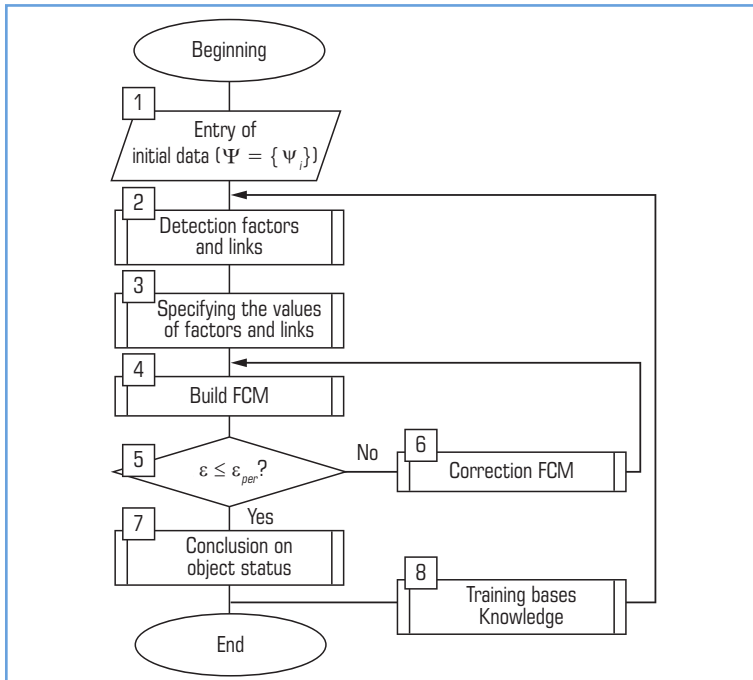 Beginning
1
Entry of
initial data (Ψ = {ψᵢ})
2
Detection factors
and links
3
Specifying the values
of factors and links
4
Build FCM
5
ε ≤ εper?
No
6
Correction FCM
Yes
7
Conclusion on
object status
8
Training bases
Knowledge
End